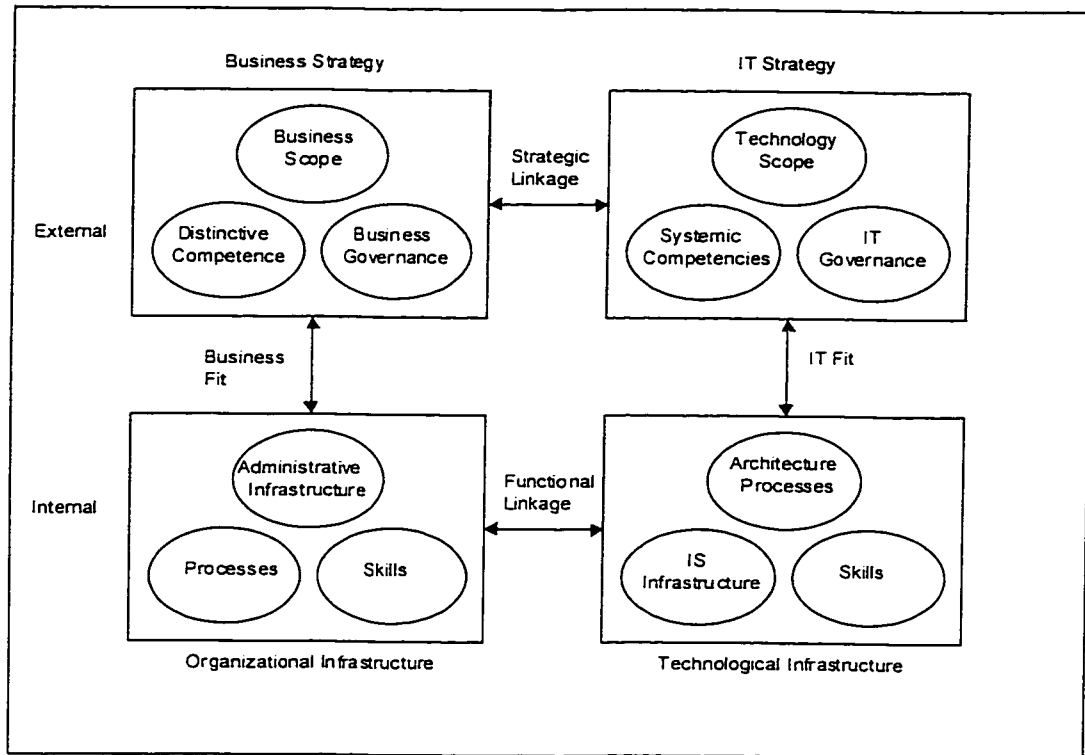 Business Strategy
IT Strategy
Business
Scope
Technology
Scope
Strategic
Linkage
External
Distinctive
Competence
Business
Governance
Systemic
Competencies
IT
Governance
Business
Fit
IT Fit
Administrative
Infrastructure
Architecture
Processes
Functional
Linkage
Internal
Processes
Skills
IS
Infrastructure
Skills
Organizational Infrastructure
Technological Infrastructure